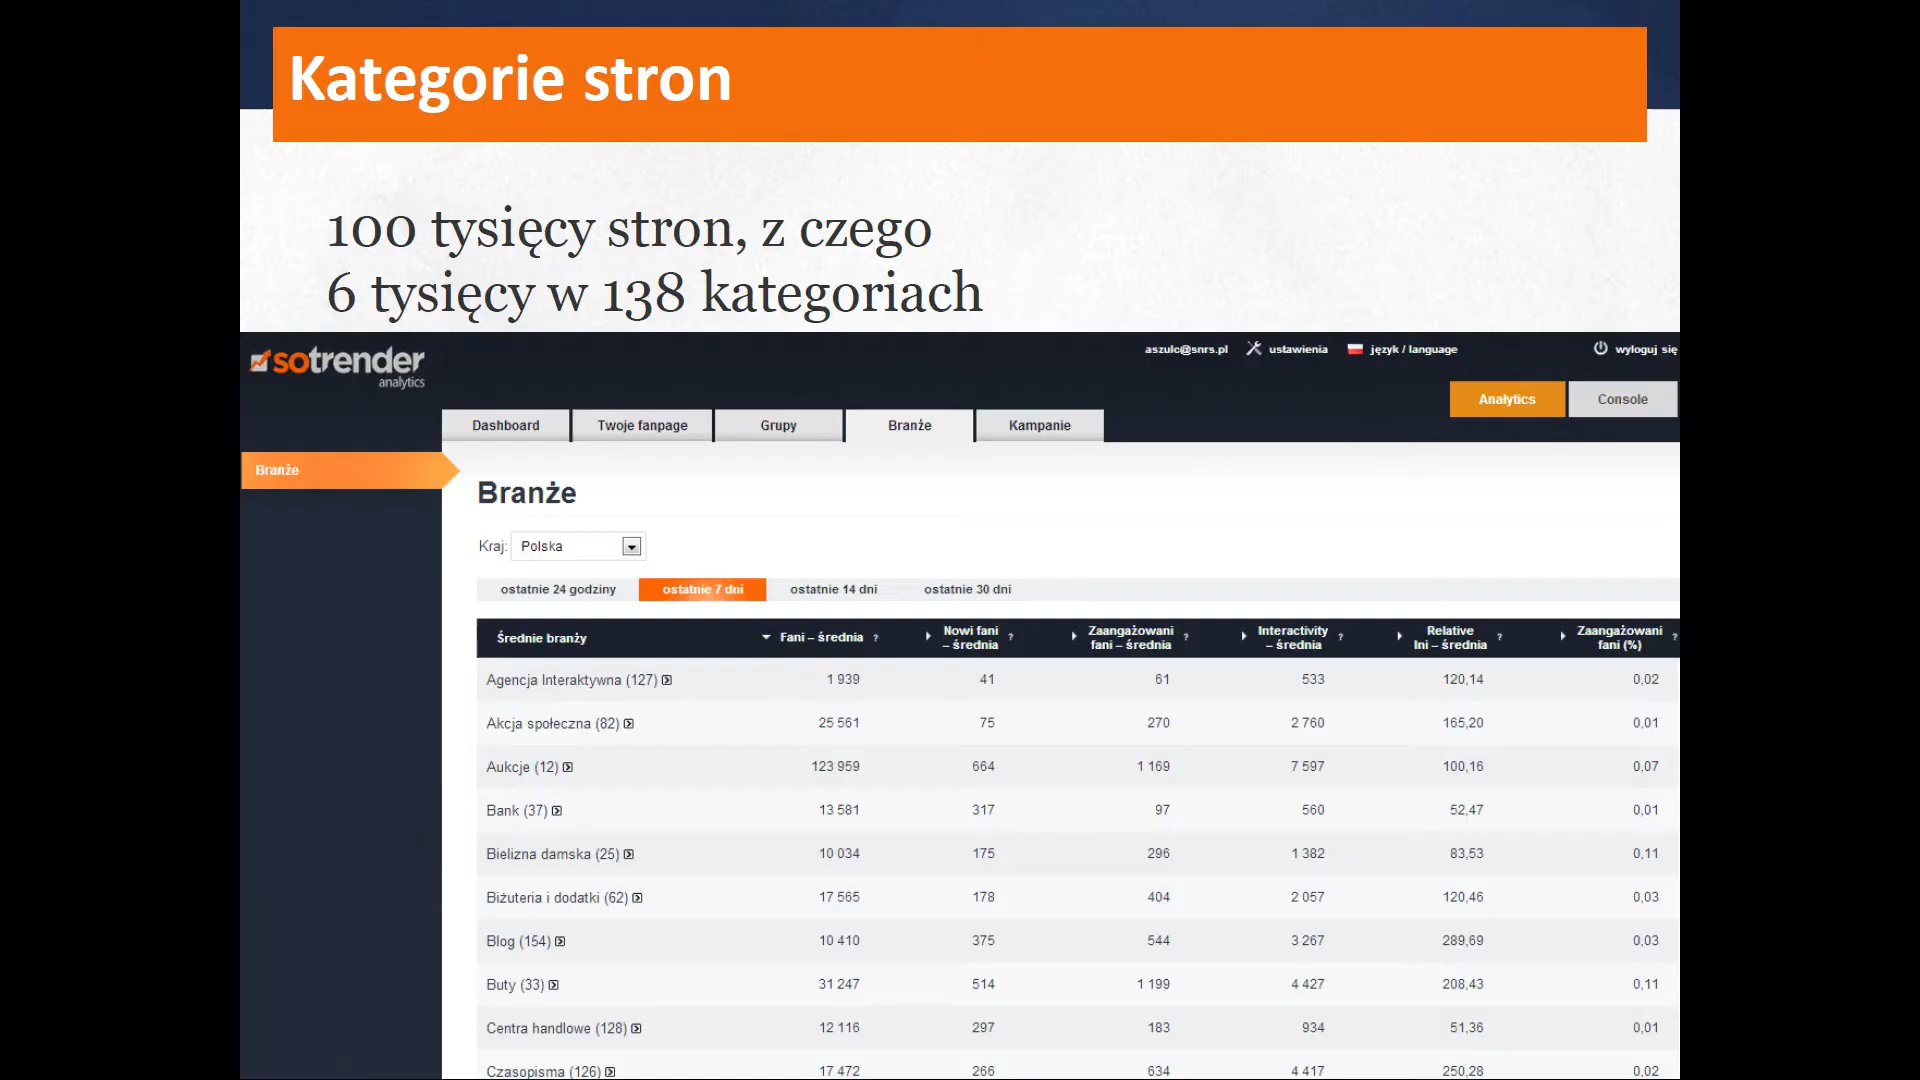 Kategorie stron
100 tysięcy stron, z czego
6 tysięcy w 138 kategoriach
sotrender
analytics
aszulc@snrs.pl ustawienia język / language wyloguj się
Analytics Console
Dashboard Twoje fanpage Grupy Branże Kampanie
Branże
Branże
Kraj: Polska
ostatnie 24 godziny ostatnie 7 dni ostatnie 14 dni ostatnie 30 dni
Średnie branży Fani – średnia ? Nowi fani – średnia ? Zaangażowani fani – średnia ? Interactivity – średnia ? Relative Ini – średnia ? Zaangażowani fani (%) ?
Agencja Interaktywna (127) 1 939 41 61 533 120,14 0,02
Akcja społeczna (82) 25 561 75 270 2 760 165,20 0,01
Aukcje (12) 123 959 664 1 169 7 597 100,16 0,07
Bank (37) 13 581 317 97 560 52,47 0,01
Bielizna damska (25) 10 034 175 296 1 382 83,53 0,11
Biżuteria i dodatki (62) 17 565 178 404 2 057 120,46 0,03
Blog (154) 10 410 375 544 3 267 289,69 0,03
Buty (33) 31 247 514 1 199 4 427 208,43 0,11
Centra handlowe (128) 12 116 297 183 934 51,36 0,01
Czasopisma (126) 17 472 266 634 4 417 250,28 0,02